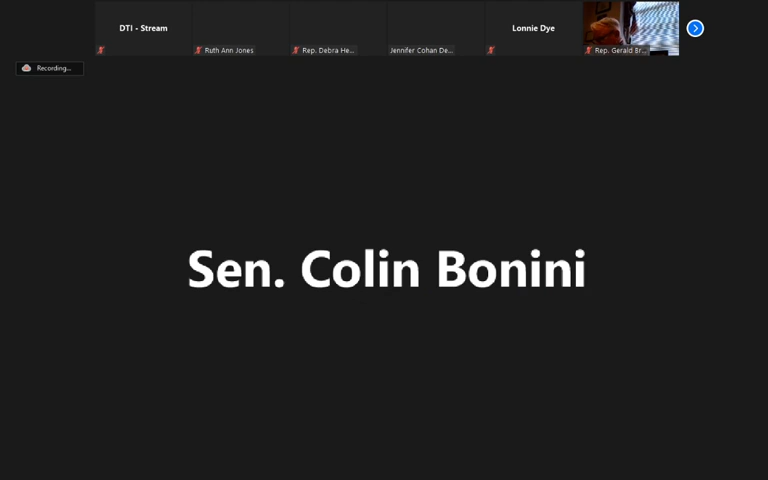 DTI - Stream
Ruth Ann Jones
Rep. Debra He...
Jennifer Cohan De...
Lonnie Dye
Rep. Gerald Br...
Recording...
Sen. Colin Bonini